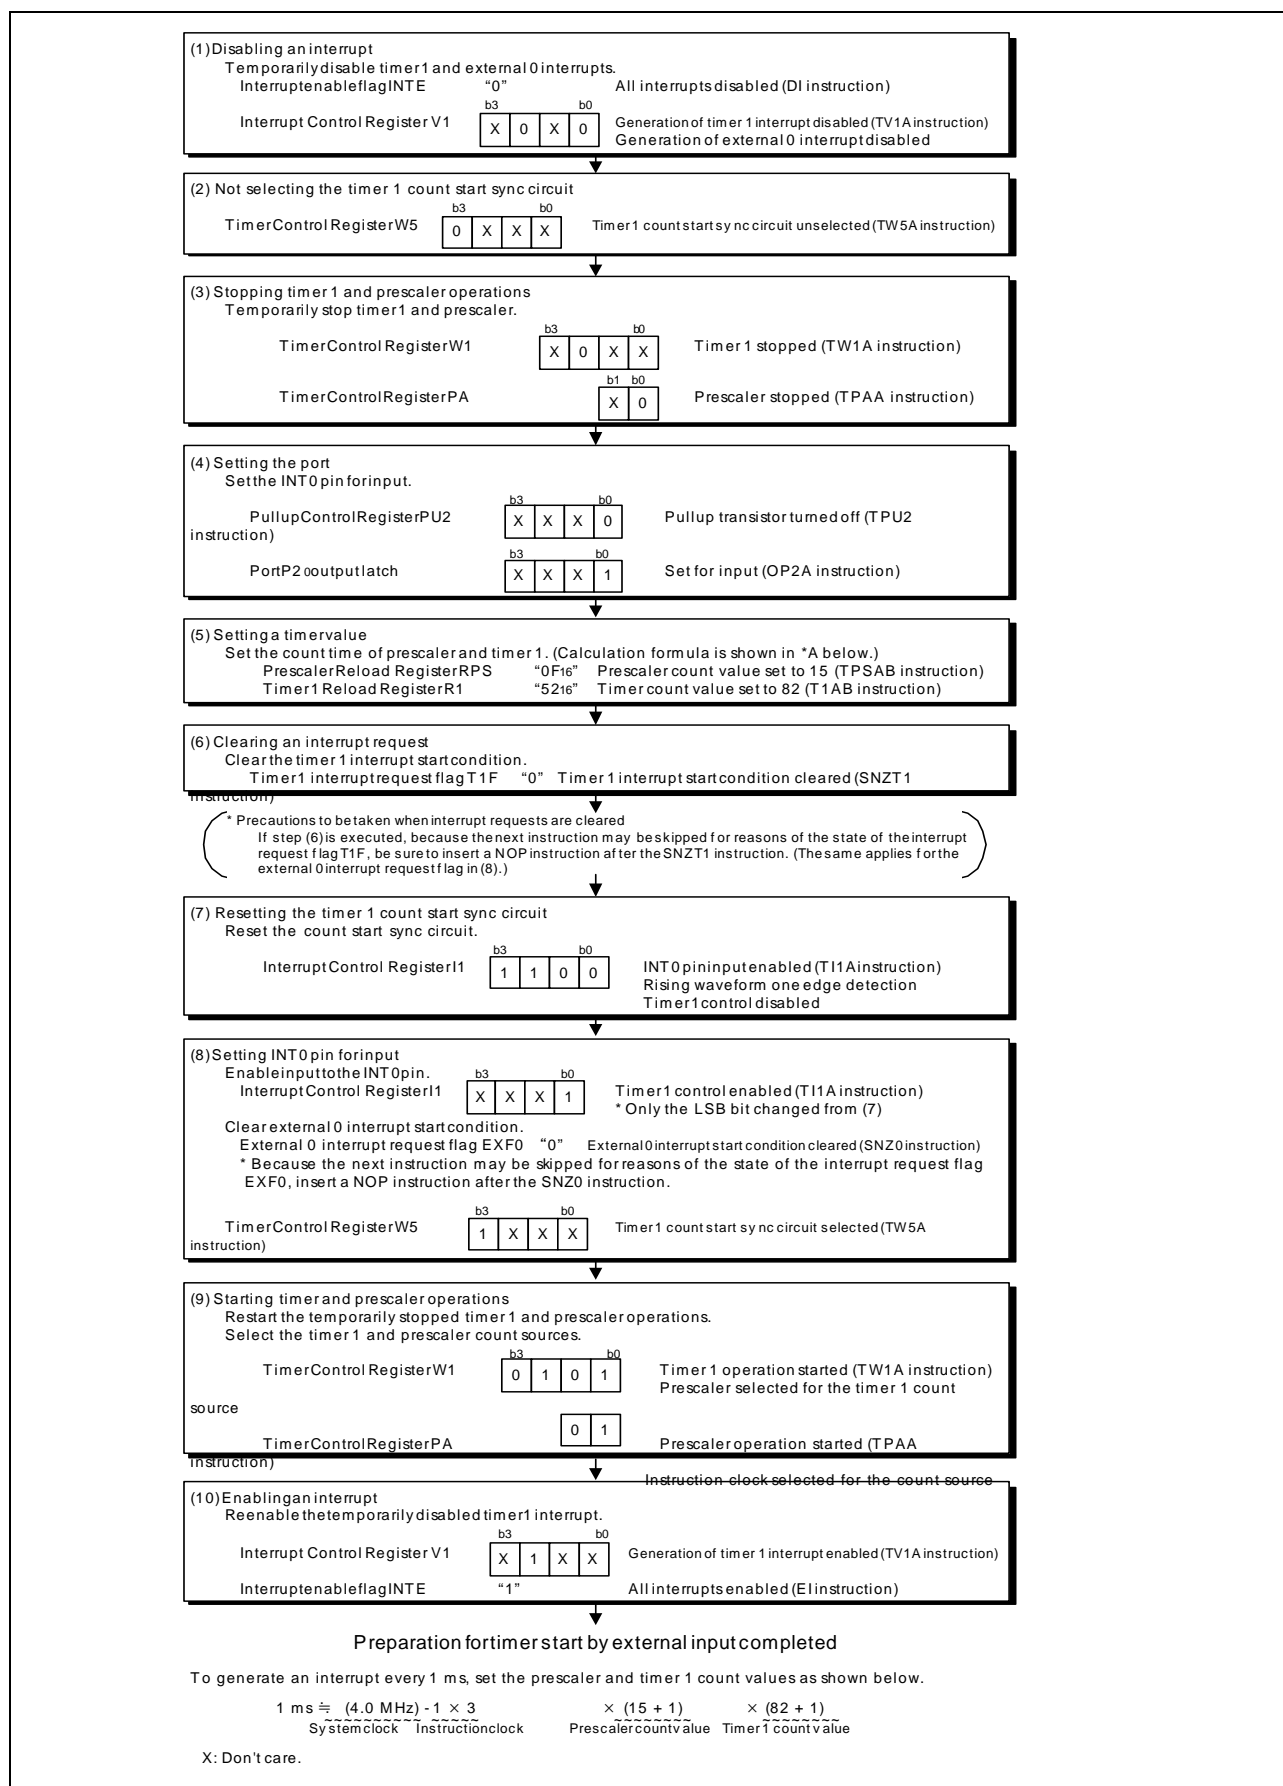 (1) Disabling an interrupt
Temporarily disable timer 1 and external 0 interrupts.
Interrupt enable flag INTE “0” All interrupts disabled (DI instruction)
b3 b0
Interrupt Control Register V1 X 0 X 0 Generation of timer 1 interrupt disabled (TV1A instruction)
Generation of external 0 interrupt disabled
(2) Not selecting the timer 1 count start sync circuit
b3 b0
Timer Control Register W5 0 X X X Timer 1 count start sync circuit unselected (TW5A instruction)
(3) Stopping timer 1 and prescaler operations
Temporarily stop timer 1 and prescaler.
b3 b0
Timer Control Register W1 X 0 X X Timer 1 stopped (TW1A instruction)
b1 b0
Timer Control Register PA X 0 Prescaler stopped (TPAA instruction)
(4) Setting the port
Set the INT0 pin for input.
b3 b0
Pullup Control Register PU2 X X X 0 Pullup transistor turned off (TPU2
instruction)
b3 b0
Port P20 output latch X X X 1 Set for input (OP2A instruction)
(5) Setting a timer value
Set the count time of prescaler and timer 1. (Calculation formula is shown in *A below.)
Prescaler Reload Register RPS “0F16” Prescaler count value set to 15 (TPSAB instruction)
Timer 1 Reload Register R1 “5216” Timer count value set to 82 (T1AB instruction)
(6) Clearing an interrupt request
Clear the timer 1 interrupt start condition.
Timer 1 interrupt request flag T1F “0” Timer 1 interrupt start condition cleared (SNZT1
instruction)
* Precautions to be taken when interrupt requests are cleared
If step (6) is executed, because the next instruction may be skipped for reasons of the state of the interrupt
request flag T1F, be sure to insert a NOP instruction after the SNZT1 instruction. (The same applies for the
external 0 interrupt request flag in (8).)
(7) Resetting the timer 1 count start sync circuit
Reset the count start sync circuit.
b3 b0
Interrupt Control Register I1 1 1 0 0 INT0 pin input enabled (TI1A instruction)
Rising waveform one edge detection
Timer 1 control disabled
(8) Setting INT0 pin for input
Enable input to the INT0 pin.
b3 b0
Interrupt Control Register I1 X X X 1 Timer 1 control enabled (TI1A instruction)
* Only the LSB bit changed from (7)
Clear external 0 interrupt start condition.
External 0 interrupt request flag EXF0 “0” External 0 interrupt start condition cleared (SNZ0 instruction)
* Because the next instruction may be skipped for reasons of the state of the interrupt request flag
EXF0, insert a NOP instruction after the SNZ0 instruction.
b3 b0
Timer Control Register W5 1 X X X Timer 1 count start sync circuit selected (TW5A
instruction)
(9) Starting timer and prescaler operations
Restart the temporarily stopped timer 1 and prescaler operations.
Select the timer 1 and prescaler count sources.
b3 b0
Timer Control Register W1 0 1 0 1 Timer 1 operation started (TW1A instruction)
Prescaler selected for the timer 1 count
source
0 1
Timer Control Register PA Prescaler operation started (TPAA
instruction)
Instruction clock selected for the count source
(10) Enabling an interrupt
Reenable the temporarily disabled timer 1 interrupt.
b3 b0
Interrupt Control Register V1 X 1 X X Generation of timer 1 interrupt enabled (TV1A instruction)
Interrupt enable flag INTE “1” All interrupts enabled (EI instruction)
Preparation for timer start by external input completed
To generate an interrupt every 1 ms, set the prescaler and timer 1 count values as shown below.
1 ms ≒ (4.0 MHz) - 1 × 3 × (15 + 1) × (82 + 1)
System clock Instruction clock Prescaler count value Timer 1 count value
X: Don't care.